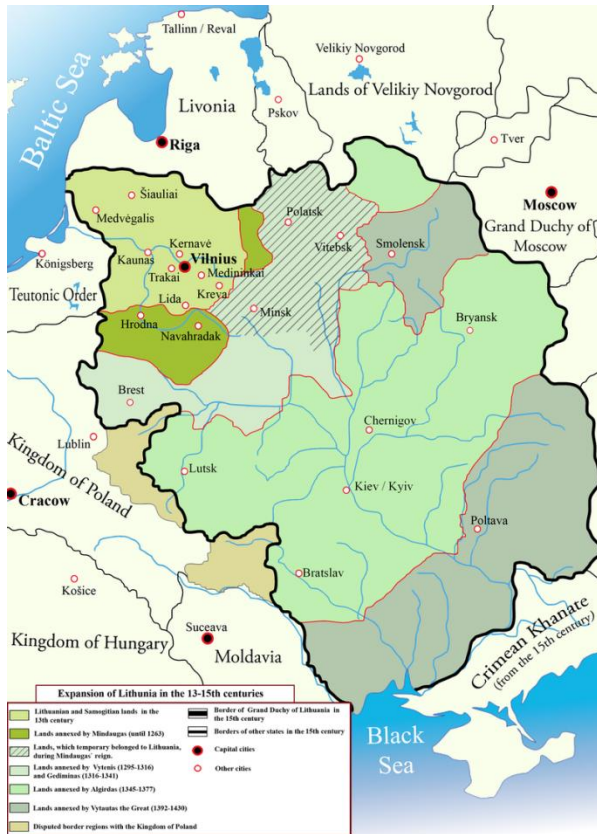 Tallinn / Reval
Velikiy Novgorod
Lands of Velikiy Novgorod
Baltic Sea
Livonia
Pskov
Riga
Tver
Moscow
Grand Duchy of
Moscow
Šiauliai
Medvėgalis
Polatsk
Vitebsk
Smolensk
Kernavė
Vilnius
Kaunas
Trakai
Medininkai
Königsberg
Teutonic Order
Kreva
Lida
Minsk
Hrodna
Navahradak
Bryansk
Brest
Chernigov
Lublin
Kingdom of Poland
Lutsk
Kiev / Kyiv
Cracow
Poltava
Bratslav
Košice
Suceava
Kingdom of Hungary
Moldavia
Crimean Khanate
(from the 15th century)
Black
Sea
Expansion of Lithunia in the 13-15th centuries
Lithuanian and Samogitian lands in the
13th century
Lands annexed by Mindaugas (until 1263)
Lands, which temporary belonged to Lithuania,
during Mindaugas' reign.
Lands annexed by Vytenis (1295-1316)
and Gediminas (1316-1341)
Lands annexed by Algirdas (1345-1377)
Lands annexed by Vytautas the Great (1392-1430)
Disputed border regions with the Kingdom of Poland
Border of Grand Duchy of Lithuania in
the 15th century
Borders of other states in the 15th century
Capital cities
Other cities